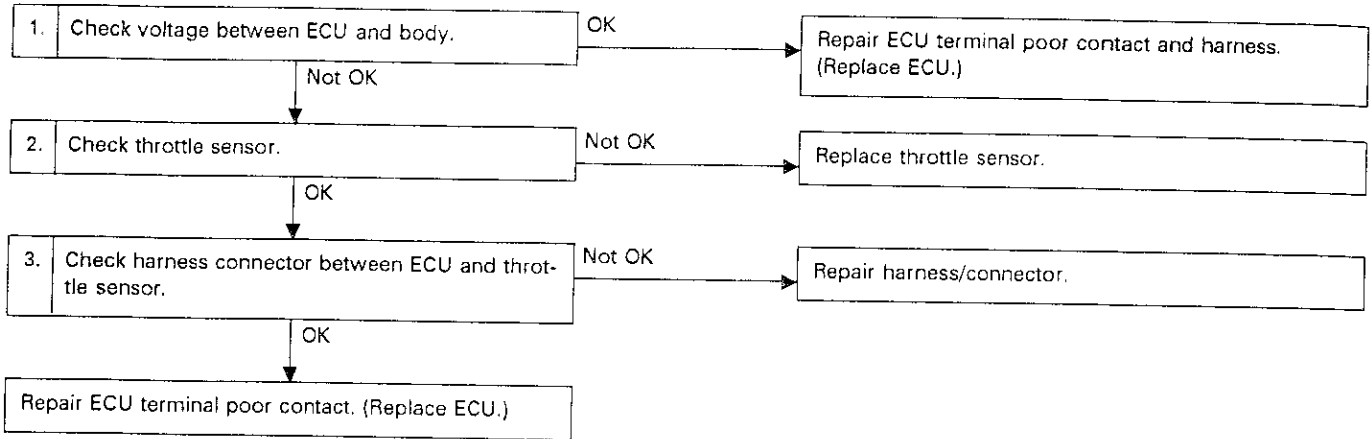 1. Check voltage between ECU and body.
OK
Repair ECU terminal poor contact and harness.
(Replace ECU.)
Not OK
2. Check throttle sensor.
Not OK
Replace throttle sensor.
OK
3. Check harness connector between ECU and throt-
tle sensor.
Not OK
Repair harness/connector.
OK
Repair ECU terminal poor contact. (Replace ECU.)